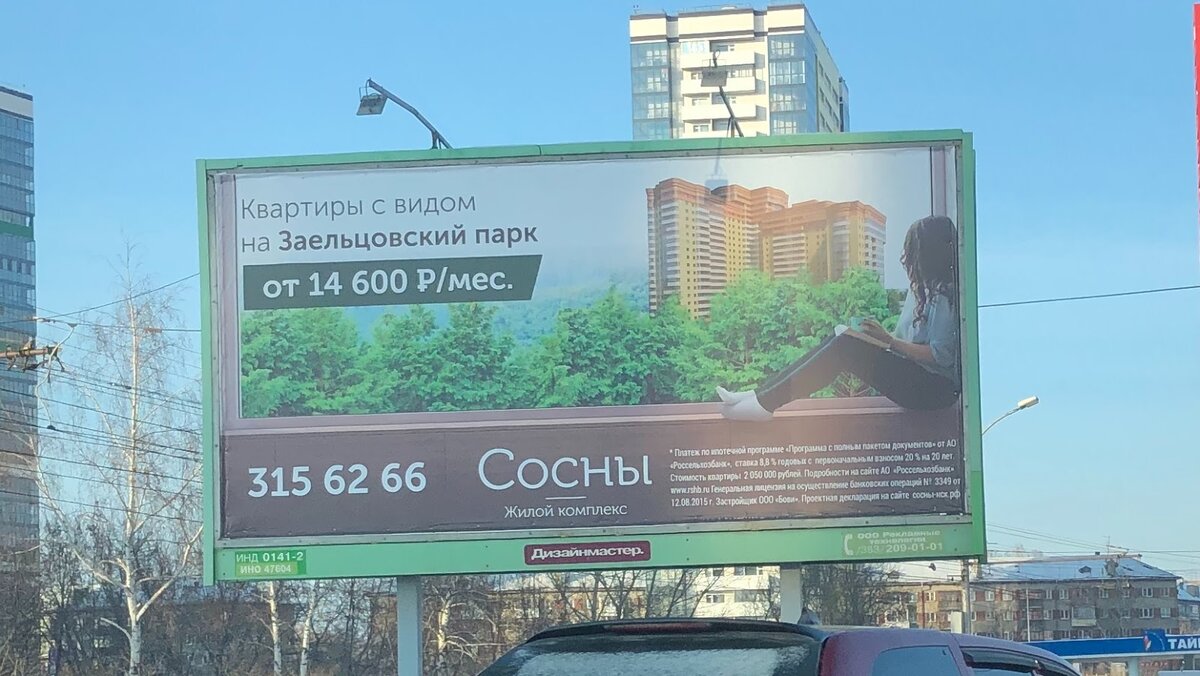 Квартиры с видом
на Заельцовский парк
от 14 600 ₽/мес.
315 62 66
Сосны
Жилой комплекс
* Платеж по ипотечной программе «Программа с полным пакетом документов» от АО
«Россельхозбанк», ставка 8,8 % годовых с первоначальным взносом 20 % на 20 лет.
Стоимость квартиры 2 050 000 рублей. Подробности на сайте АО «Россельхозбанк»
www.rshb.ru Генеральная лицензия на осуществление банковских операций № 3349 от
12.08.2015 г. Застройщик ООО «Бови». Проектная декларация на сайте сосны-нск.рф
ИНД 0141-2
ИНО 47604
Дизайнмастер.
ООО Рекламные
технологии
/383/ 209-01-01